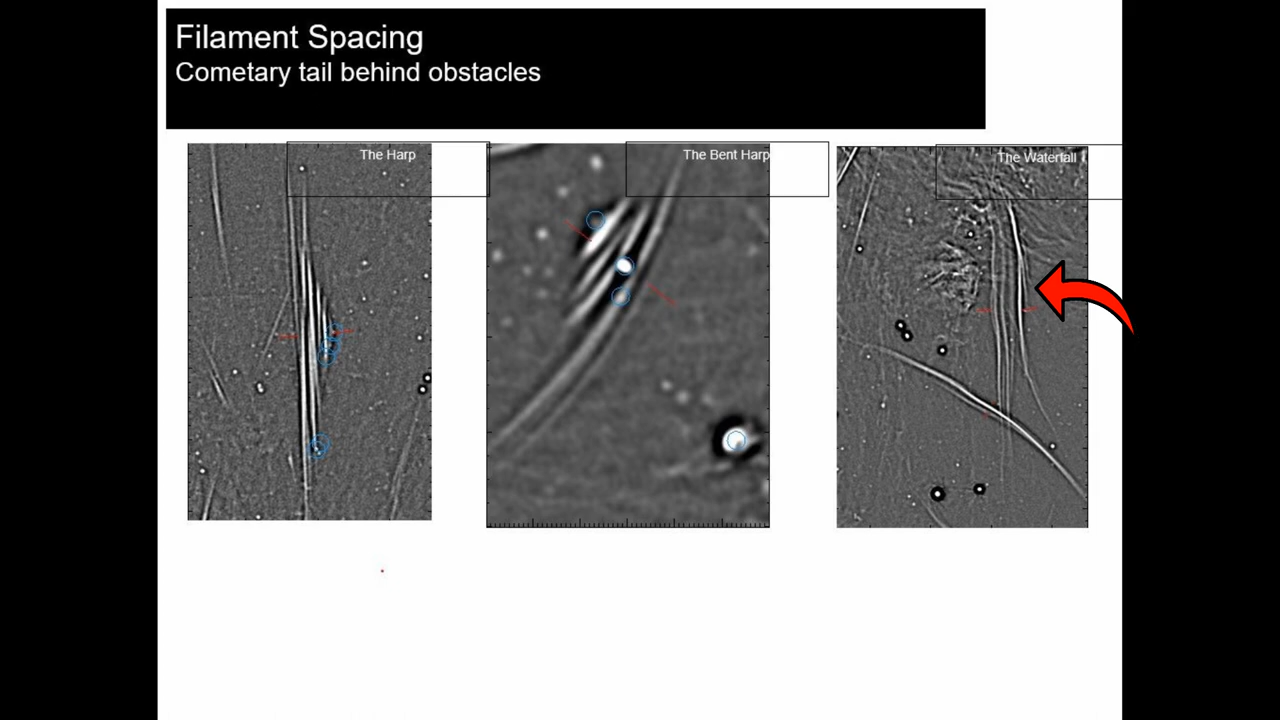 Filament Spacing
Cometary tail behind obstacles
The Harp
The Bent Harp
The Waterfall